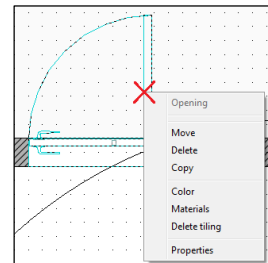 Opening
Move
Delete
Copy
Color
Materials
Delete tiling
Properties